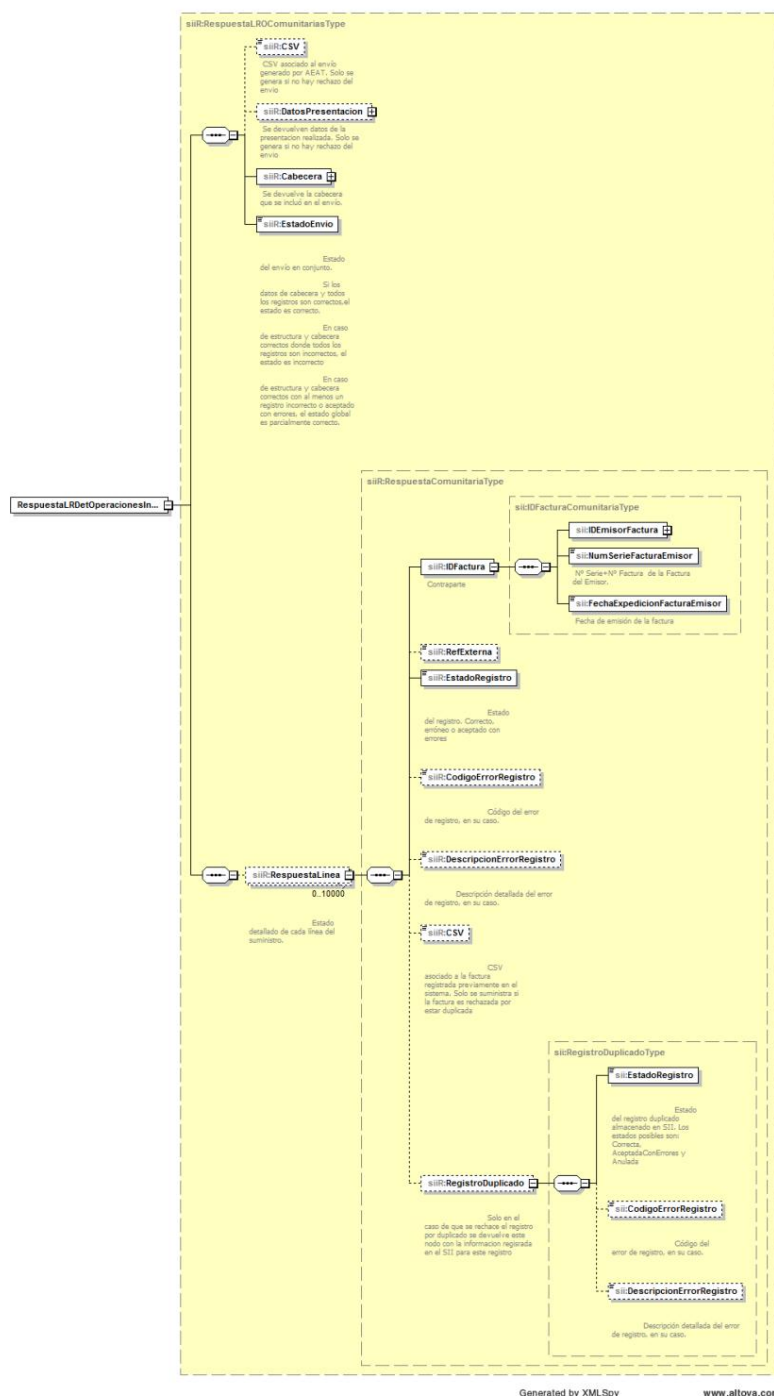 siiR:RespuestaLROComunitariasType
siiR:CSV
CSV asociado al envío
generado por AEAT. Solo se
genera si no hay rechazo del
envio
siiR:DatosPresentacion
Se devuelven datos de la
presentacion realizada. Solo se
genera si no hay rechazo del
envio
siiR:Cabecera
Se devuelve la cabecera
que se incluó en el envío.
siiR:EstadoEnvio
Estado
del envío en conjunto.
Si los
datos de cabecera y todos
los registros son correctos,el
estado es correcto.
En caso
de estructura y cabecera
correctos donde todos los
registros son incorrectos, el
estado es incorrecto
En caso
de estructura y cabecera
correctos con al menos un
registro incorrecto o aceptado
con errores, el estado global
es parcialmente correcto.
RespuestaLRDetOperacionesIn...
siiR:RespuestaComunitariaType
sii:IDFacturaComunitariaType
siiR:IDFactura
Contraparte
sii:IDEmisorFactura
sii:NumSerieFacturaEmisor
Nº Serie+Nº Factura de la Factura
del Emisor.
sii:FechaExpedicionFacturaEmisor
Fecha de emisión de la factura
siiR:RefExterna
siiR:EstadoRegistro
Estado
del registro. Correcto,
erróneo o aceptado con
errores
siiR:CodigoErrorRegistro
Código del error
de registro, en su caso.
siiR:RespuestaLinea
0..10000
Estado
detallado de cada línea del
suministro.
siiR:DescripcionErrorRegistro
Descripción detallada del error
de registro, en su caso.
siiR:CSV
CSV
asociado a la factura
registrada previamente en el
sistema. Solo se suministra si
la factura es rechazada por
estar duplicada
sii:RegistroDuplicadoType
sii:EstadoRegistro
Estado
del registro duplicado
almacenado en SII. Los
estados posibles son:
Correcta,
AceptadaConErrores y
Anulada
siiR:RegistroDuplicado
Solo en el
caso de que se rechace el registro
por duplicado se devuelve este
nodo con la informacion regisrada
en el SII para este registro
sii:CodigoErrorRegistro
Código del
error de registro, en su caso.
sii:DescripcionErrorRegistro
Descripción detallada del error
de registro, en su caso.
Generated by XMLSpy
www.altova.com